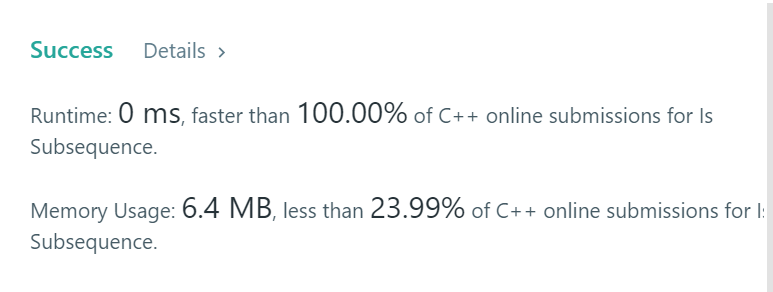 Success Details >
Runtime: 0 ms, faster than 100.00% of C++ online submissions for Is
Subsequence.
Memory Usage: 6.4 MB, less than 23.99% of C++ online submissions for
Subsequence.